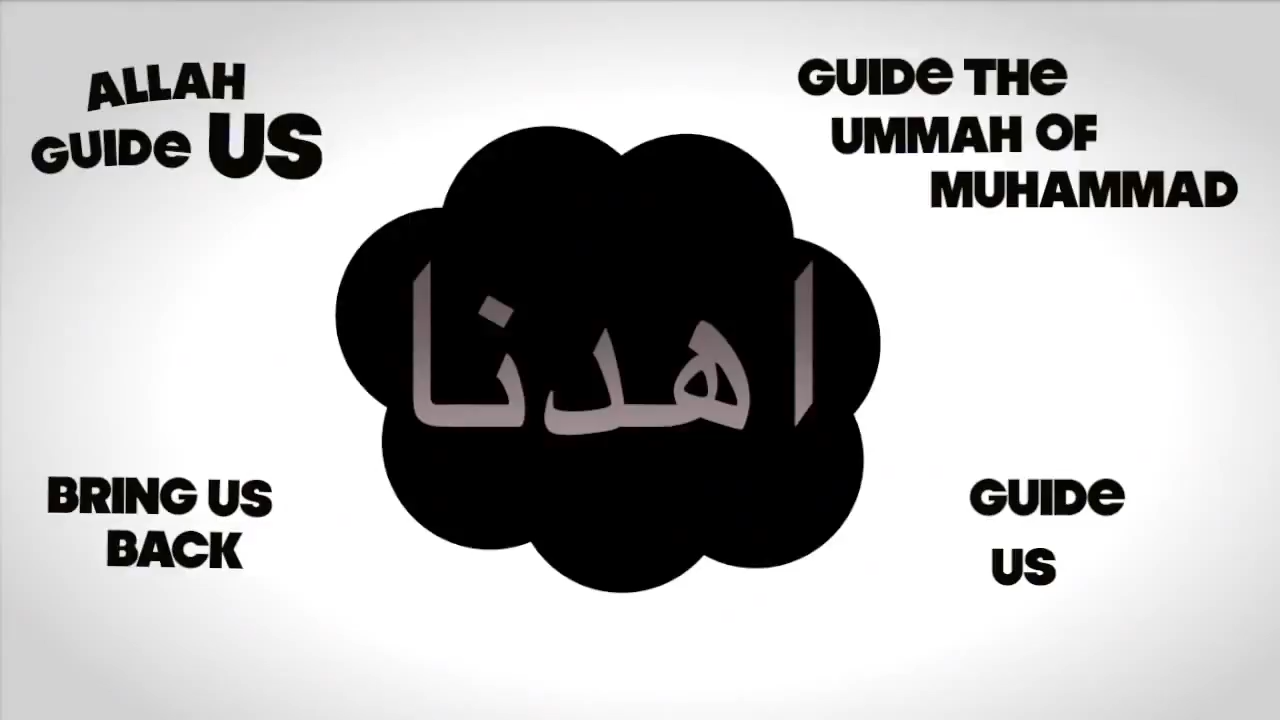 ALLAH
GUIDe US
GUIDe THe
UMMAH OF
MUHAMMAD
اهدنا
BRING US
BACK
GUIDe
US